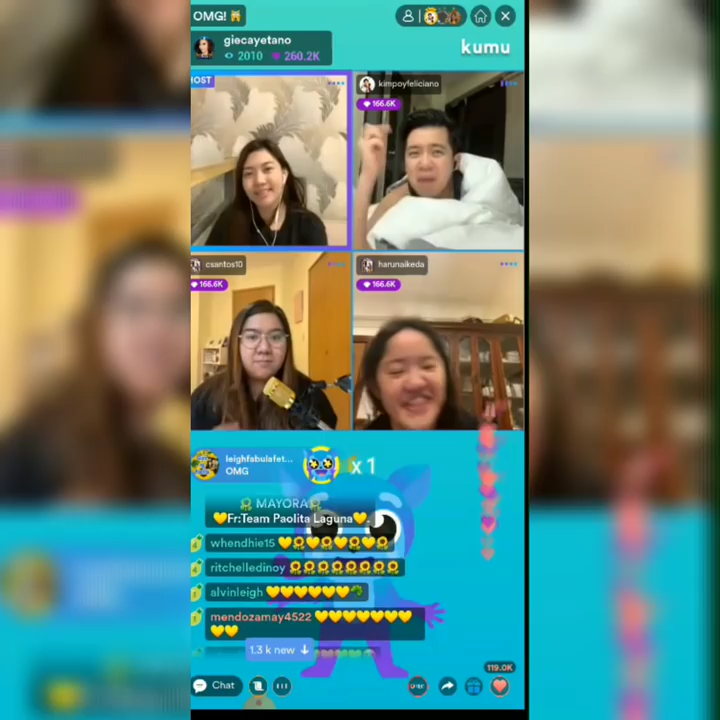 OMG!
giecayetano
2010 260.2K
kumu
HOST
kimpoyfeliciano
166.6K
csantos10
166.6K
harunaikeda
166.6K
leighfabulafet...
OMG
x 1
🌻 MAYORA🌻
💛Fr:Team Paolita Laguna💛.
whendhie15 💛🌻💛🌻💛🌻💛🌻
ritchelledinoy 🌻🌻🌻🌻🌻🌻🌻🌻
alvinleigh 💛💛💛💛💛💛💛
mendozamay4522 💛💛💛💛💛💛💛
💛💛
1.3 k new ↓
119.0K
Chat